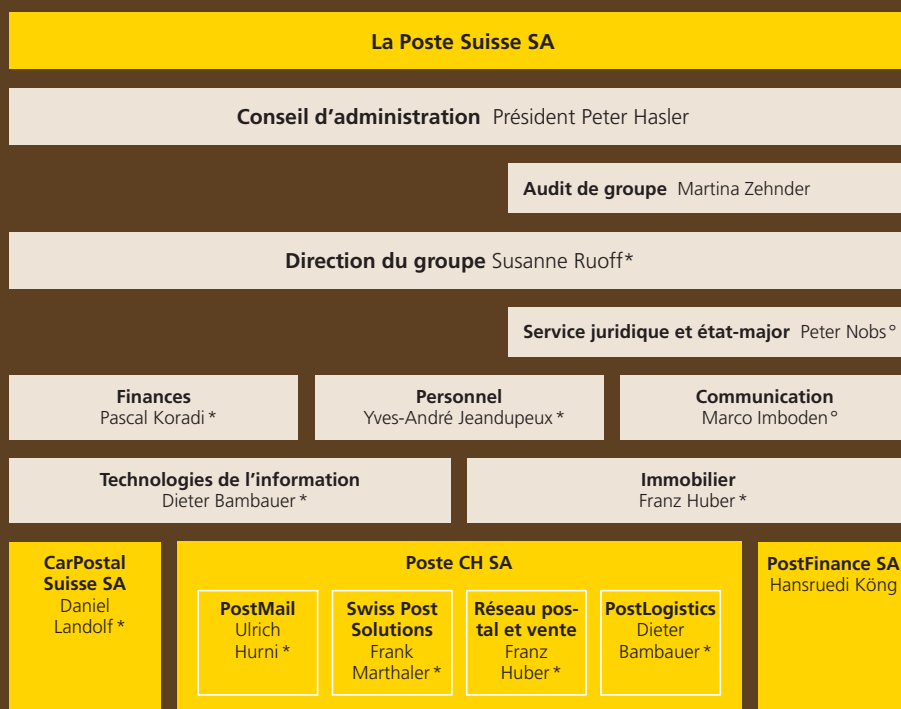 La Poste Suisse SA
Conseil d’administration Président Peter Hasler
Audit de groupe Martina Zehnder
Direction du groupe Susanne Ruoff*
Service juridique et état-major Peter Nobs°
Finances
Pascal Koradi*
Personnel
Yves-André Jeandupeux*
Communication
Marco Imboden°
Technologies de l’information
Dieter Bambauer*
Immobilier
Franz Huber*
CarPostal
Suisse SA
Daniel
Landolf*
Poste CH SA
PostMail
Ulrich
Hurni*
Swiss Post
Solutions
Frank
Marthaler*
Réseau pos-
tal et vente
Franz
Huber*
PostLogistics
Dieter
Bambauer*
PostFinance SA
Hansruedi Köng